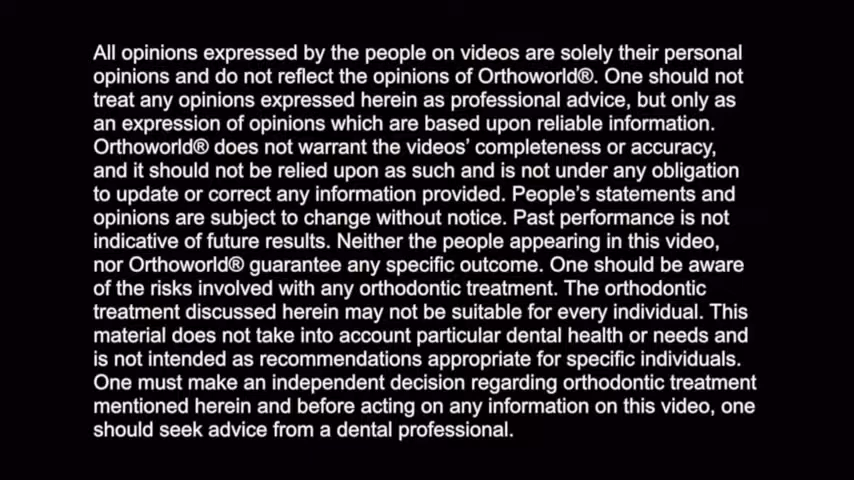 All opinions expressed by the people on videos are solely their personal
opinions and do not reflect the opinions of Orthoworld®. One should not
treat any opinions expressed herein as professional advice, but only as
an expression of opinions which are based upon reliable information.
Orthoworld® does not warrant the videos' completeness or accuracy,
and it should not be relied upon as such and is not under any obligation
to update or correct any information provided. People's statements and
opinions are subject to change without notice. Past performance is not
indicative of future results. Neither the people appearing in this video,
nor Orthoworld® guarantee any specific outcome. One should be aware
of the risks involved with any orthodontic treatment. The orthodontic
treatment discussed herein may not be suitable for every individual. This
material does not take into account particular dental health or needs and
is not intended as recommendations appropriate for specific individuals.
One must make an independent decision regarding orthodontic treatment
mentioned herein and before acting on any information on this video, one
should seek advice from a dental professional.